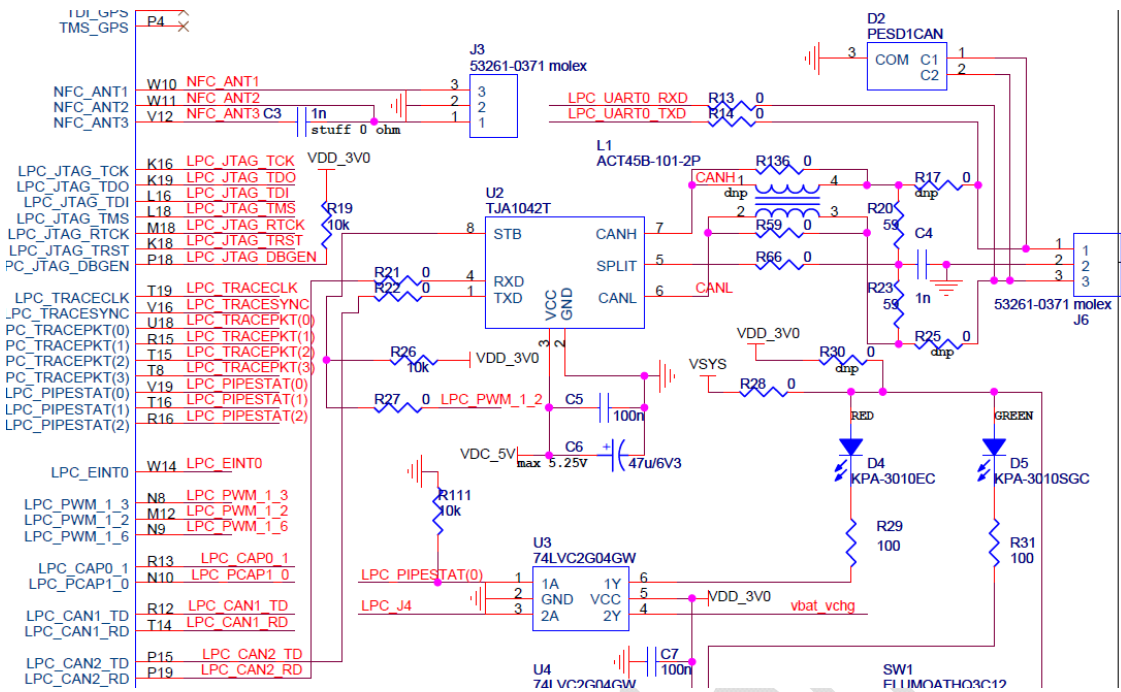 TDI_GPS
TMS_GPS P4
D2
PESD1CAN
3 COM C1 1
C2 2
J3
53261-0371 molex
NFC_ANT1 W10 NFC_ANT1 3 3
NFC_ANT2 W11 NFC_ANT2 2 2
NFC_ANT3 V12 NFC_ANT3 C3 1n 1 1
stuff 0 ohm
LPC_UART0_RXD R13 0
LPC_UART0_TXD R14 0
L1
ACT45B-101-2P
LPC_JTAG_TCK K16 LPC_JTAG_TCK
LPC_JTAG_TDO K19 LPC_JTAG_TDO
LPC_JTAG_TDI L16 LPC_JTAG_TDI
LPC_JTAG_TMS L18 LPC_JTAG_TMS
LPC_JTAG_RTCK M18 LPC_JTAG_RTCK
LPC_JTAG_TRST K18 LPC_JTAG_TRST
PC_JTAG_DBGEN P18 LPC_JTAG_DBGEN
VDD_3V0
R19
10k
R136 0
CANH 1 4
dnp
2 3
R59 0
R17 0
dnp
R20
59
C4
1n
R66 0
CANL
R23
59
R25 0
dnp
1 1
2 2
3 3
53261-0371 molex
J6
U2
TJA1042T
8 STB CANH 7
SPLIT 5
R21 0 4 RXD
R22 0 1 TXD CANL 6
VCC GND
3 2
LPC_TRACECLK T19 LPC_TRACECLK
LPC_TRACESYNC V16 LPC_TRACESYNC
PC_TRACEPKT(0) U18 LPC_TRACEPKT(0)
PC_TRACEPKT(1) R15 LPC_TRACEPKT(1)
PC_TRACEPKT(2) T15 LPC_TRACEPKT(2)
PC_TRACEPKT(3) T8 LPC_TRACEPKT(3)
LPC_PIPESTAT(0) V19 LPC_PIPESTAT(0)
LPC_PIPESTAT(1) T16 LPC_PIPESTAT(1)
LPC_PIPESTAT(2) R16 LPC_PIPESTAT(2)
R26 VDD_3V0
10k
R27 0 LPC_PWM_1_2
C5
100n
VDC_5V C6
max 5.25V + 47u/6V3
VDD_3V0
R30 0
dnp
VSYS
R28 0
RED GREEN
D4 D5
KPA-3010EC KPA-3010SGC
R29 R31
100 100
LPC_EINT0 W14 LPC_EINT0
LPC_PWM_1_3 N8 LPC_PWM_1_3
LPC_PWM_1_2 M12 LPC_PWM_1_2
LPC_PWM_1_6 N9 LPC_PWM_1_6
R111
10k
LPC_CAP0_1 R13 LPC_CAP0_1
LPC_PCAP1_0 N10 LPC_PCAP1_0
LPC_CAN1_TD R12 LPC_CAN1_TD
LPC_CAN1_RD T14 LPC_CAN1_RD
LPC_CAN2_TD P15 LPC_CAN2_TD
LPC_CAN2_RD P19 LPC_CAN2_RD
U3
74LVC2G04GW
LPC_PIPESTAT(0) 1 1A 1Y 6
2 GND VCC 5 VDD_3V0
LPC_J4 3 2A 2Y 4 vbat_vchg
C7
100n
U4
74LVC2G04GW
SW1